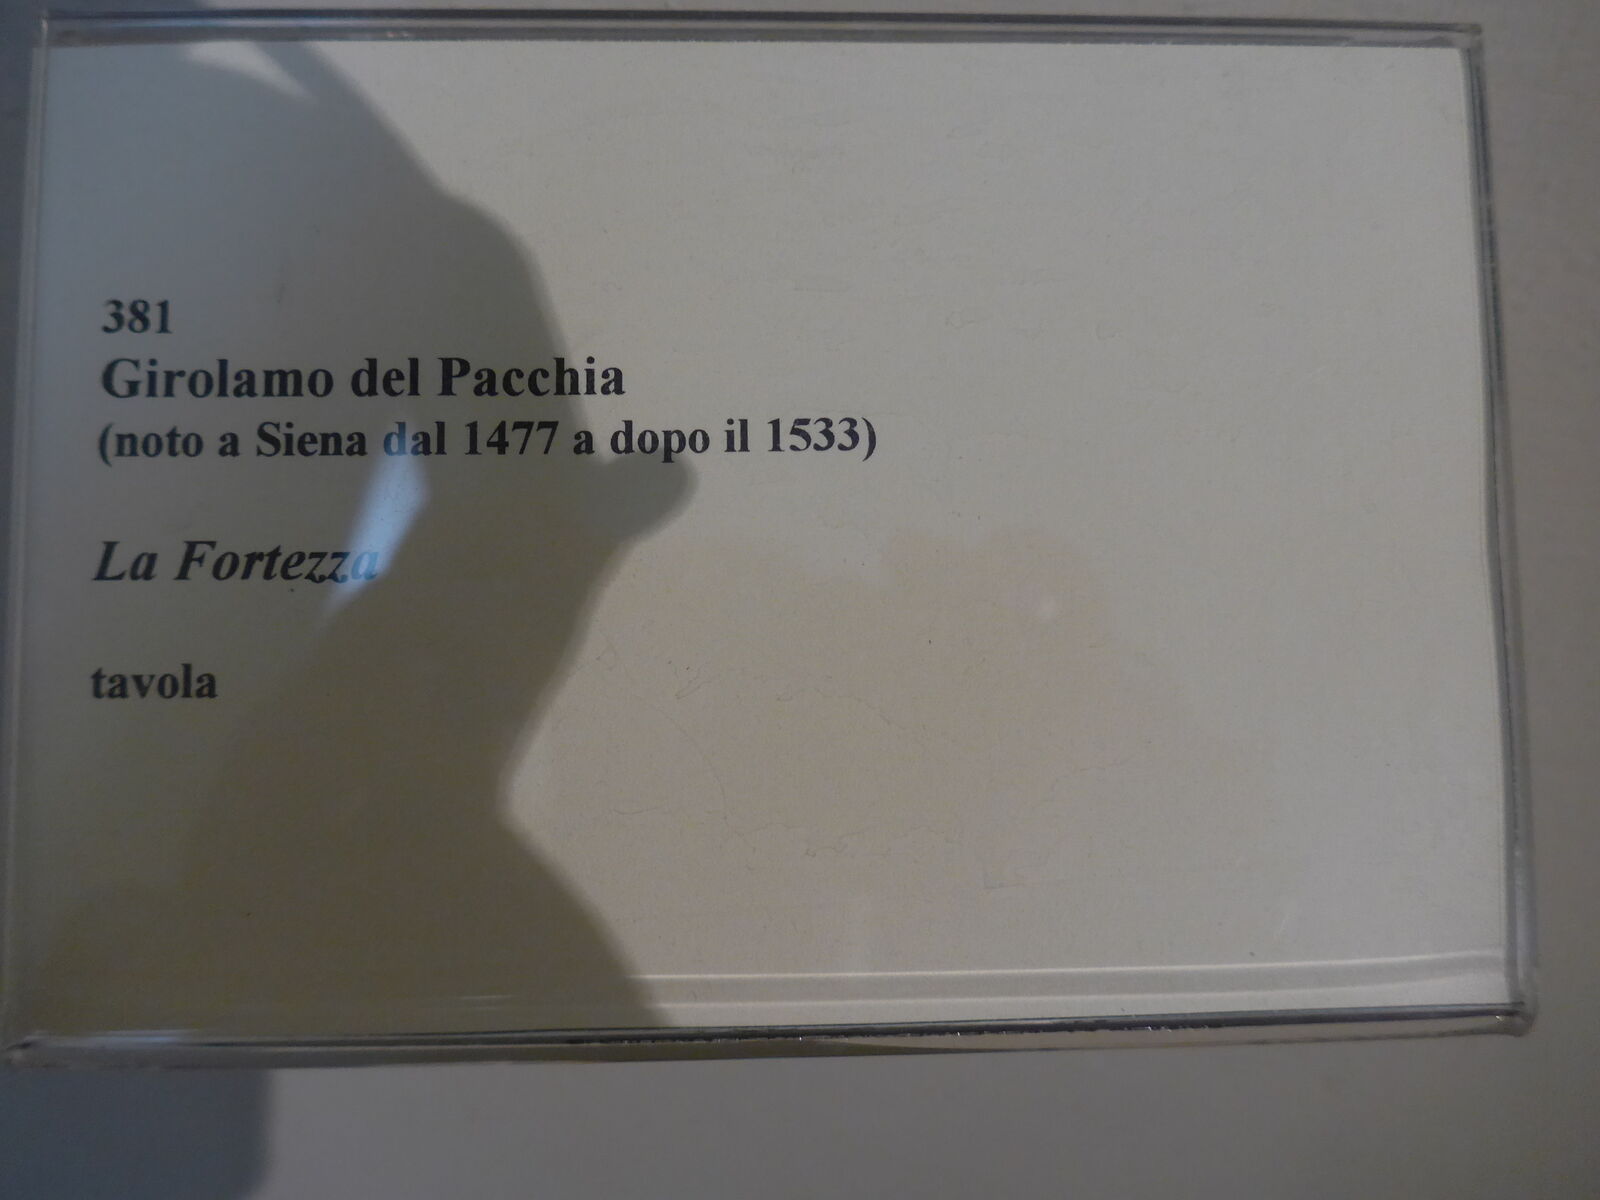 381
Girolamo del Pacchia
(noto a Siena dal 1477 a dopo il 1533)
La Fortezza
tavola